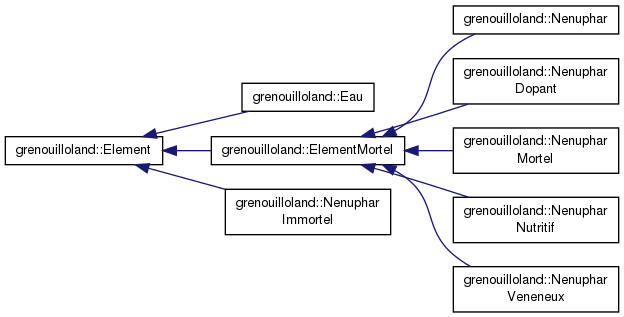 grenouilloland::Element
grenouilloland::Eau
grenouilloland::ElementMortel
grenouilloland::Nenuphar
Immortel
grenouilloland::Nenuphar
grenouilloland::Nenuphar
Dopant
grenouilloland::Nenuphar
Mortel
grenouilloland::Nenuphar
Nutritif
grenouilloland::Nenuphar
Veneneux